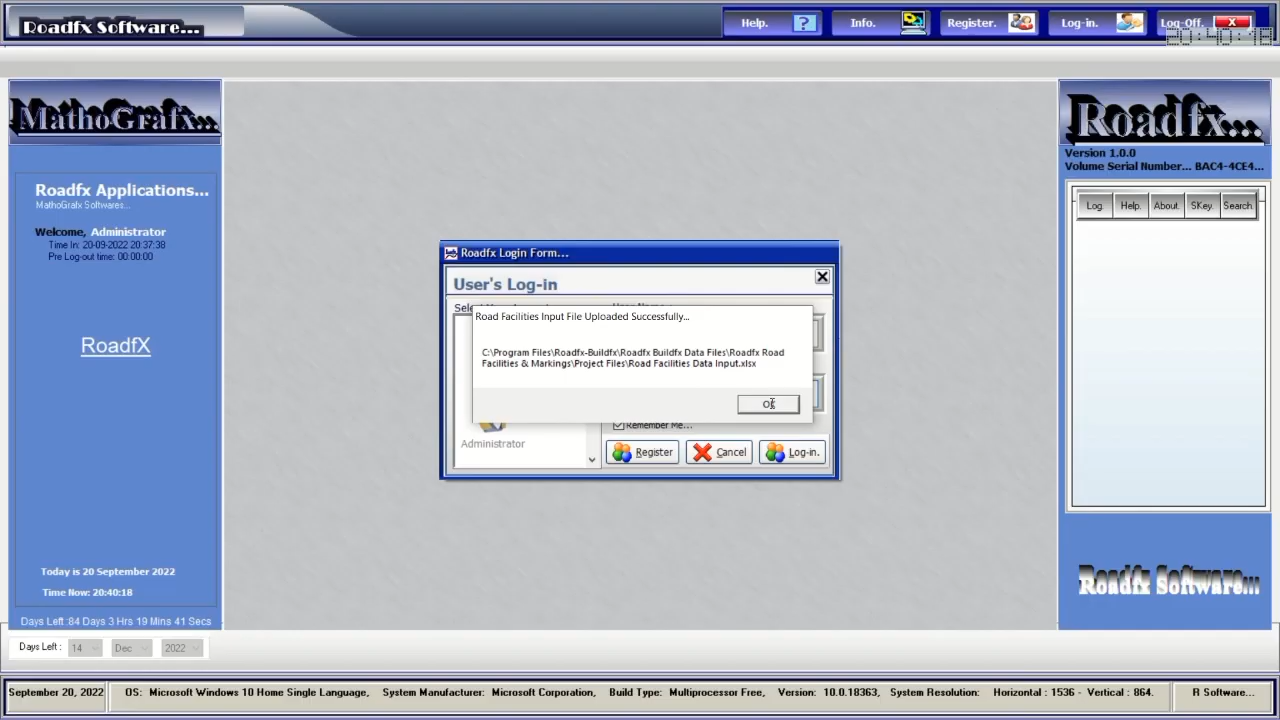 Roadfx Software...
Help.
Info.
Register.
Log-in.
Log-Off.
20:40:18
MathoGrafx...
Roadfx Applications...
MathoGrafx Softwares...
Welcome, Administrator
Time In: 20-09-2022 20:37:38
Pre Log-out time: 00:00:00
RoadfX
Today is 20 September 2022
Time Now: 20:40:18
Days Left :84 Days 3 Hrs 19 Mins 41 Secs
Roadfx Login Form...
User's Log-in
Road Facilities Input File Uploaded Successfully...
C:\Program Files\Roadfx-Buildfx\Roadfx Buildfx Data Files\Roadfx Road
Facilities & Markings\Project Files\Road Facilities Data Input.xlsx
OK
Remember Me...
Administrator
Register
Cancel
Log-in.
Roadfx...
Version 1.0.0
Volume Serial Number... BAC4-4CE4...
Log.
Help.
About.
SKey.
Search.
Roadfx Software...
Days Left :
14
Dec
2022
September 20, 2022
OS: Microsoft Windows 10 Home Single Language, System Manufacturer: Microsoft Corporation, Build Type: Multiprocessor Free, Version: 10.0.18363, System Resolution: Horizontal : 1536 - Vertical : 864.
R Software...